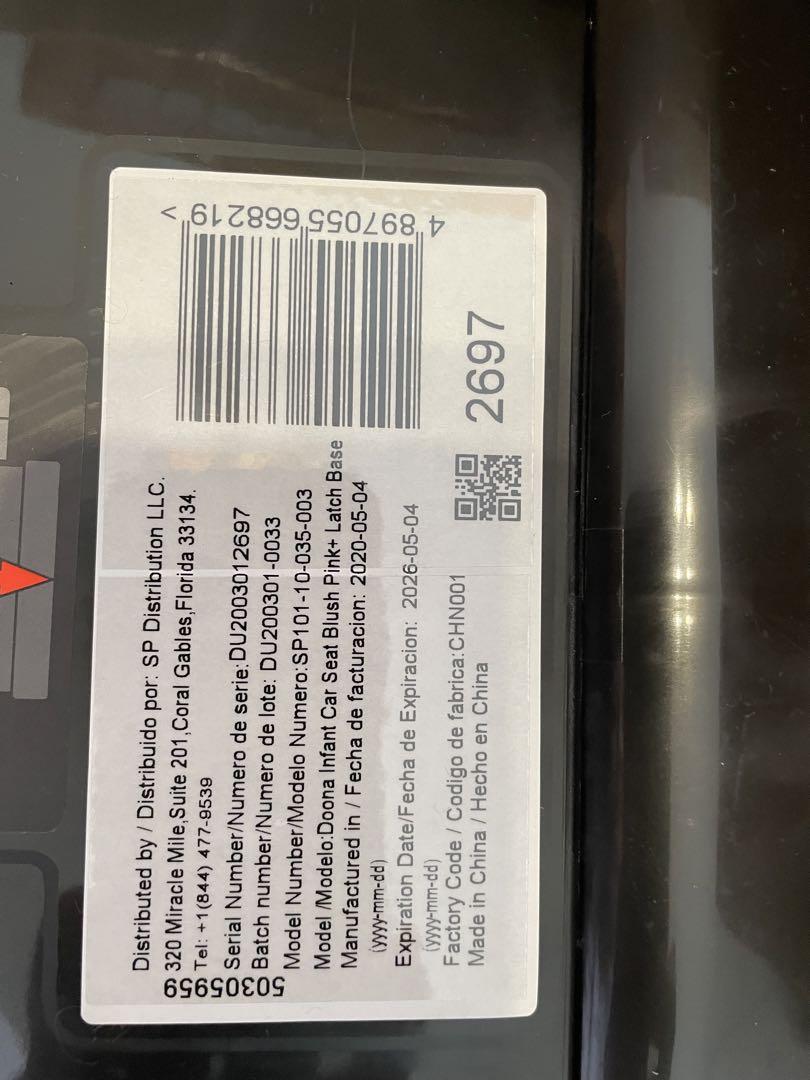 Distributed by / Distribuido por: SP Distribution LLC.
320 Miracle Mile,Suite 201,Coral Gables,Florida 33134.
Tel: +1(844) 477-9539
Serial Number/Numero de serie:DU2003012697
Batch number/Numero de lote: DU200301-0033
Model Number/Modelo Numero:SP101-10-035-003
Model /Modelo:Doona Infant Car Seat Blush Pink+ Latch Base
Manufactured in / Fecha de facturacion: 2020-05-04
(yyyy-mm-dd)
Expiration Date/Fecha de Expiracion: 2026-05-04
(yyyy-mm-dd)
Factory Code / Codigo de fabrica:CHN001
Made in China / Hecho en China
50305959
4 897055 668219 >
2697